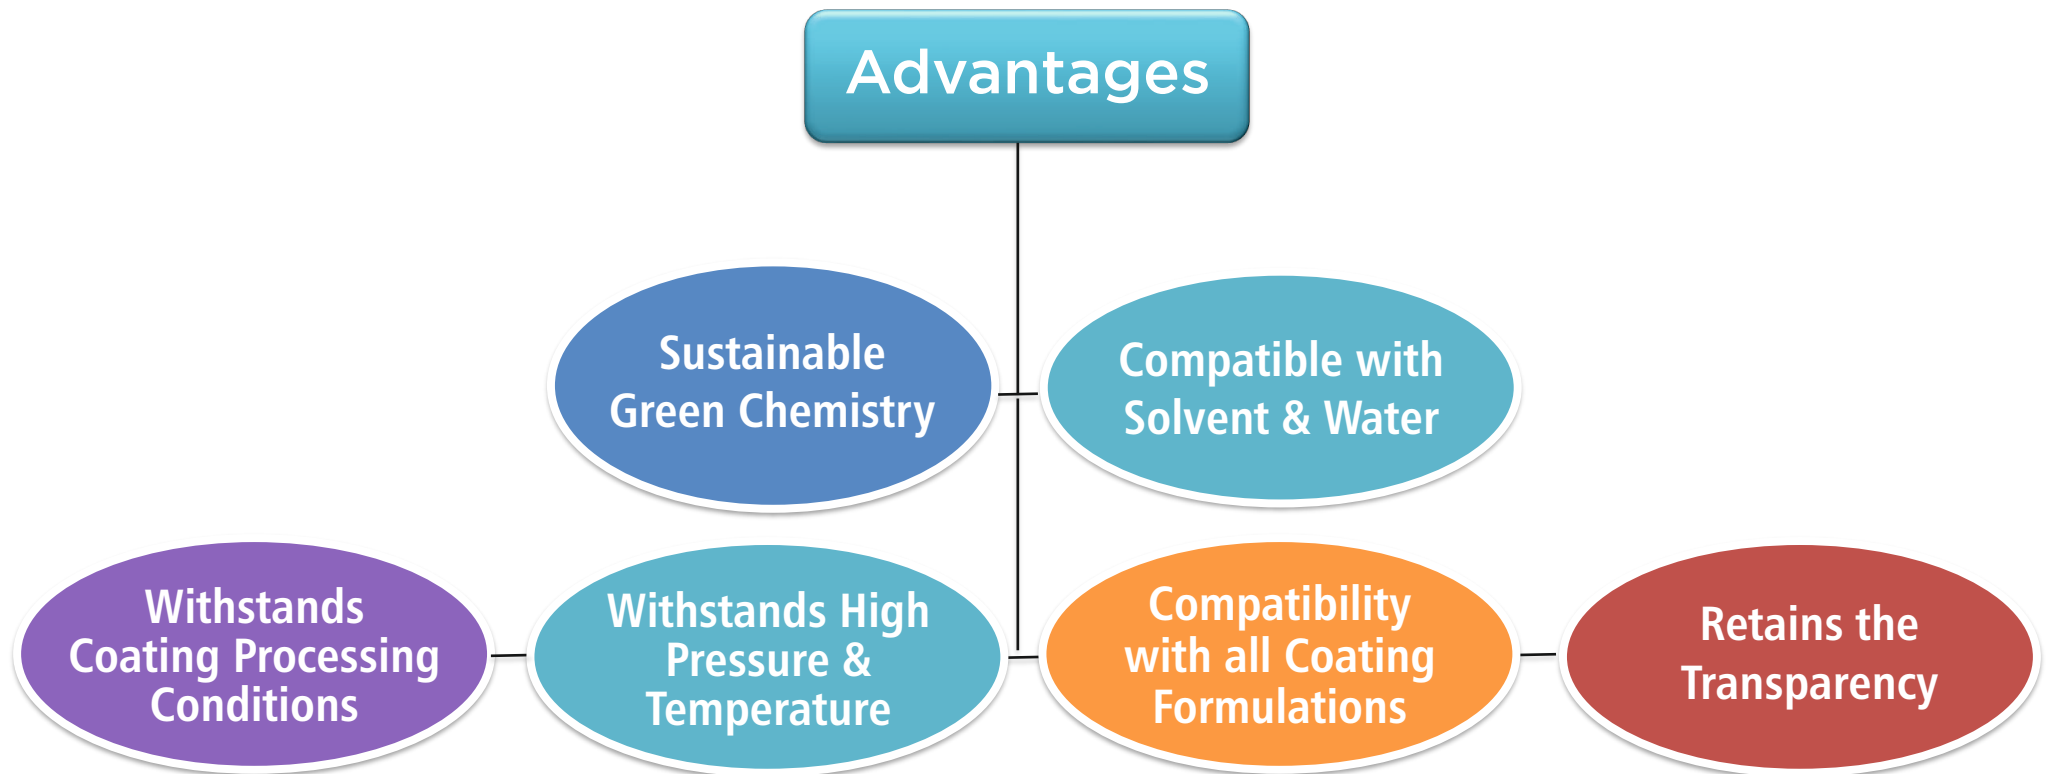 Advantages
Sustainable
Green Chemistry
Compatible with
Solvent & Water
Withstands
Coating Processing
Conditions
Withstands High
Pressure &
Temperature
Compatibility
with all Coating
Formulations
Retains the
Transparency